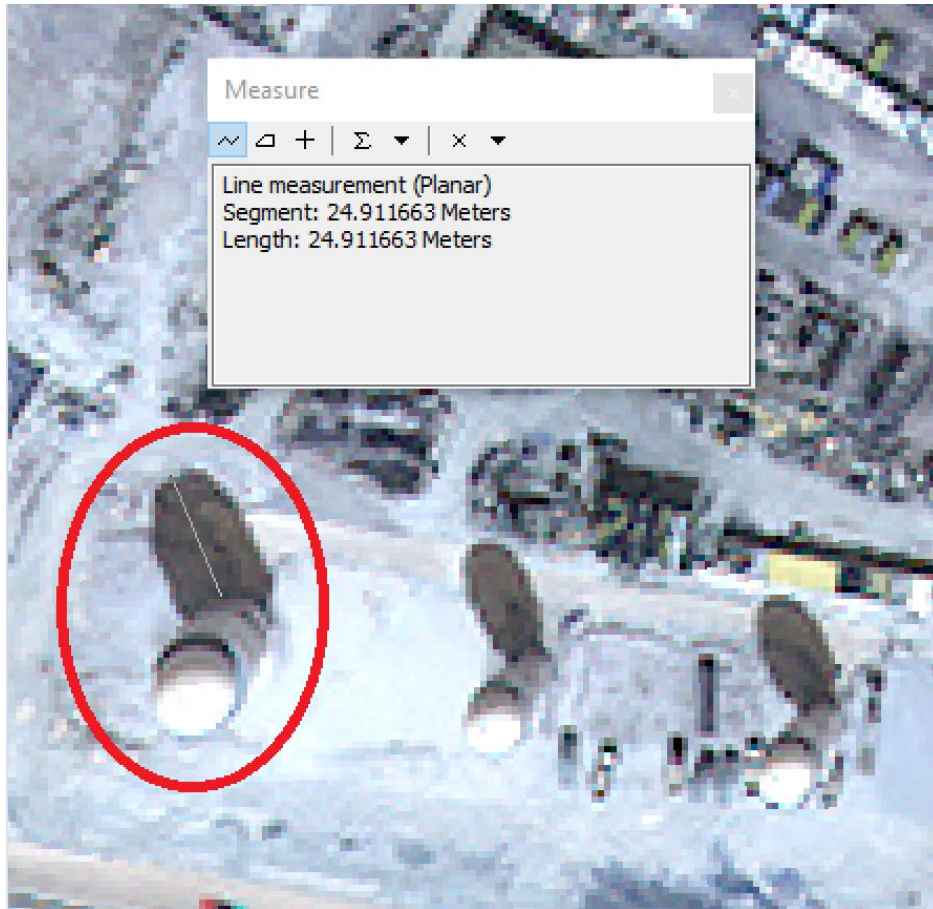 Measure
Line measurement (Planar)
Segment: 24.911663 Meters
Length: 24.911663 Meters